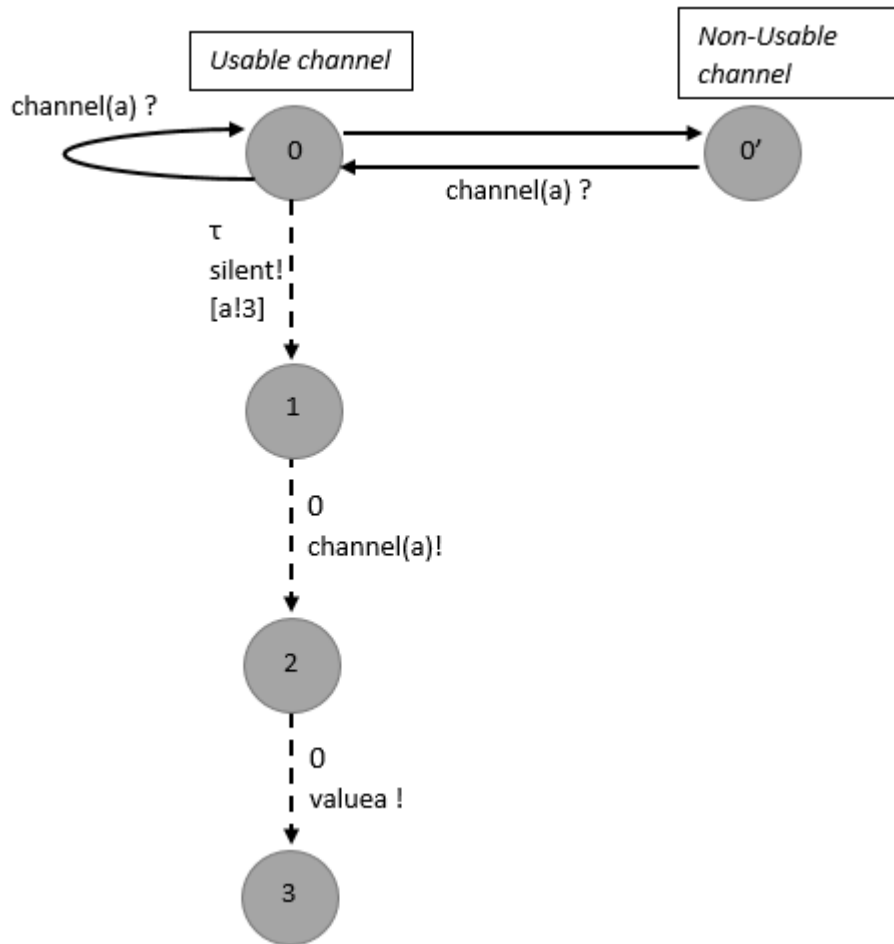 Usable channel
Non-Usable
channel
channel(a) ?
0
0’
channel(a) ?
τ
silent!
[a!3]
1
0
channel(a)!
2
0
valuea !
3